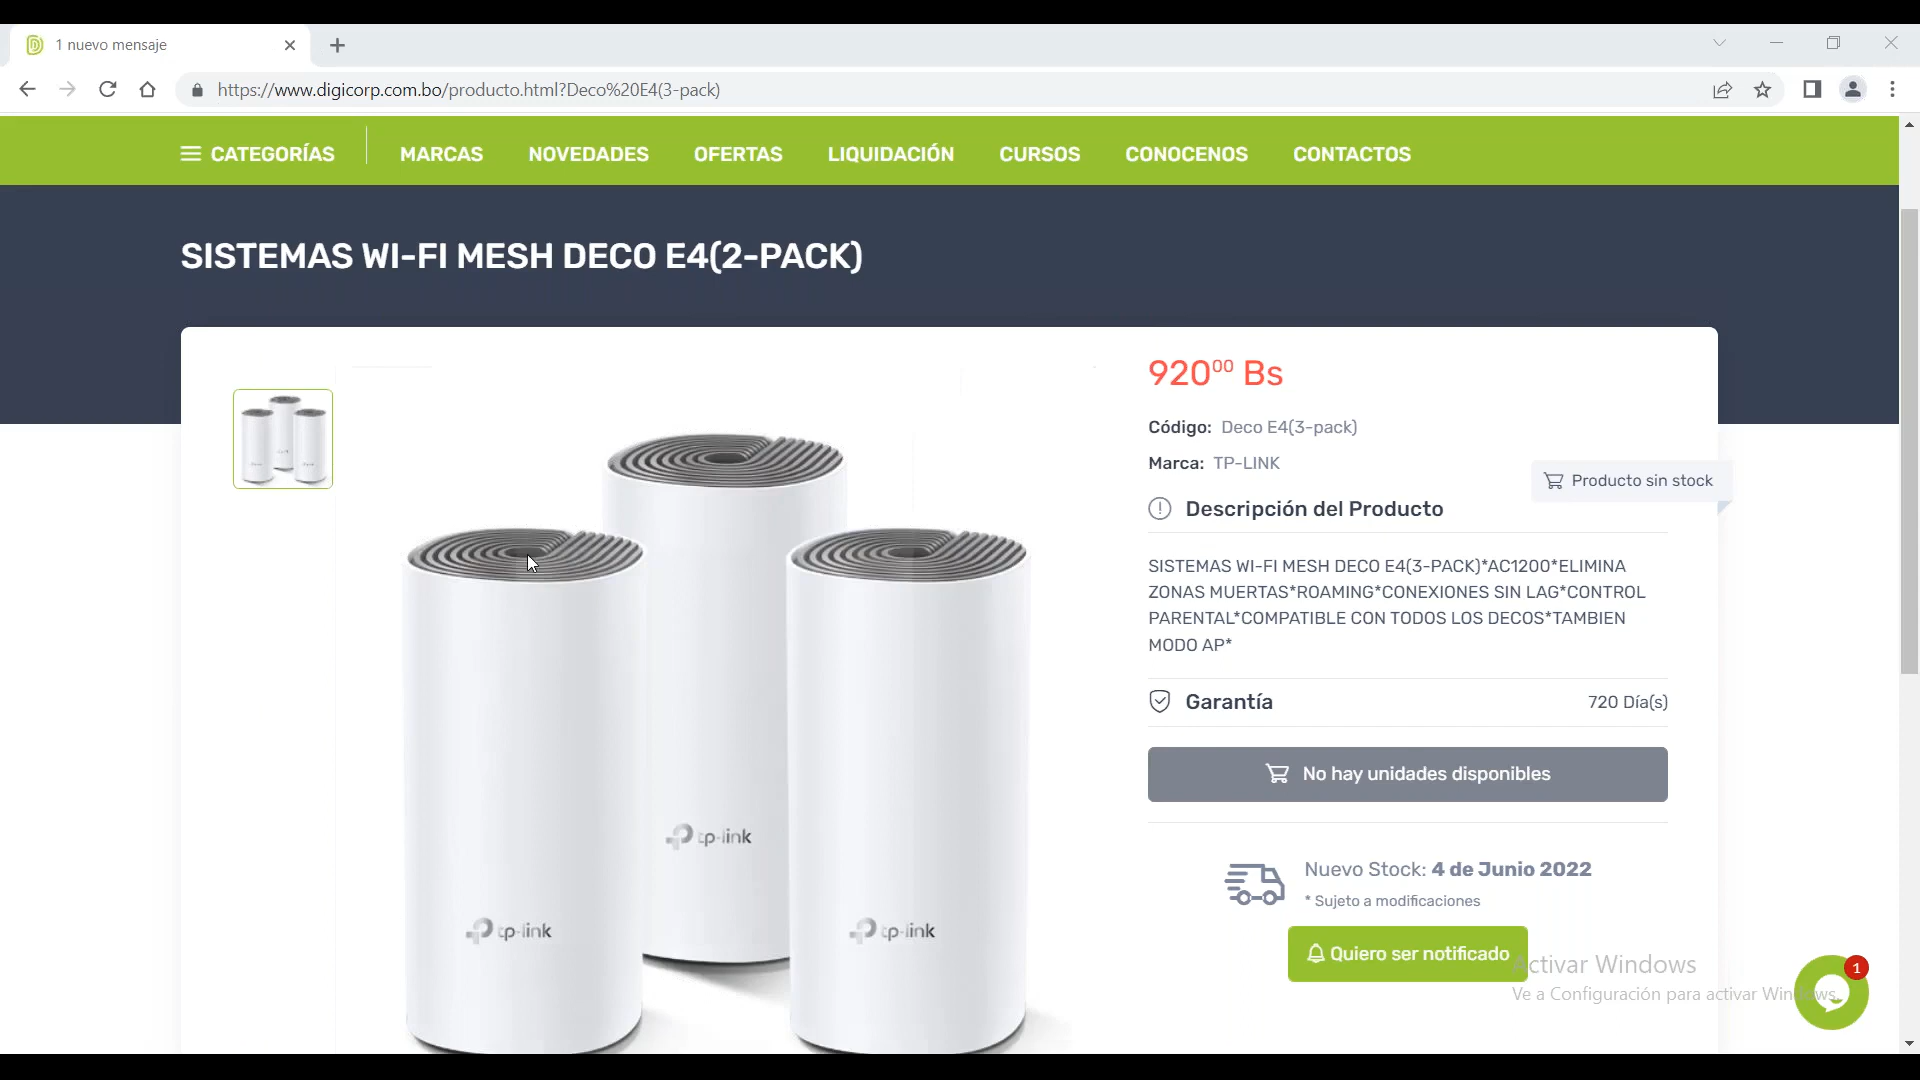 1 nuevo mensaje
https://www.digicorp.com.bo/producto.html?Deco%20E4(3-pack)
CATEGORÍAS MARCAS NOVEDADES OFERTAS LIQUIDACIÓN CURSOS CONOCENOS CONTACTOS
SISTEMAS WI-FI MESH DECO E4(2-PACK)
920⁰⁰ Bs
Código: Deco E4(3-pack)
Marca: TP-LINK
Producto sin stock
Descripción del Producto
SISTEMAS WI-FI MESH DECO E4(3-PACK)*AC1200*ELIMINA
ZONAS MUERTAS*ROAMING*CONEXIONES SIN LAG*CONTROL
PARENTAL*COMPATIBLE CON TODOS LOS DECOS*TAMBIEN
MODO AP*
Garantía 720 Día(s)
No hay unidades disponibles
Nuevo Stock: 4 de Junio 2022
* Sujeto a modificaciones
Quiero ser notificado
tp-link
tp-link
tp-link
Activar Windows
Ve a Configuración para activar Windows.
1